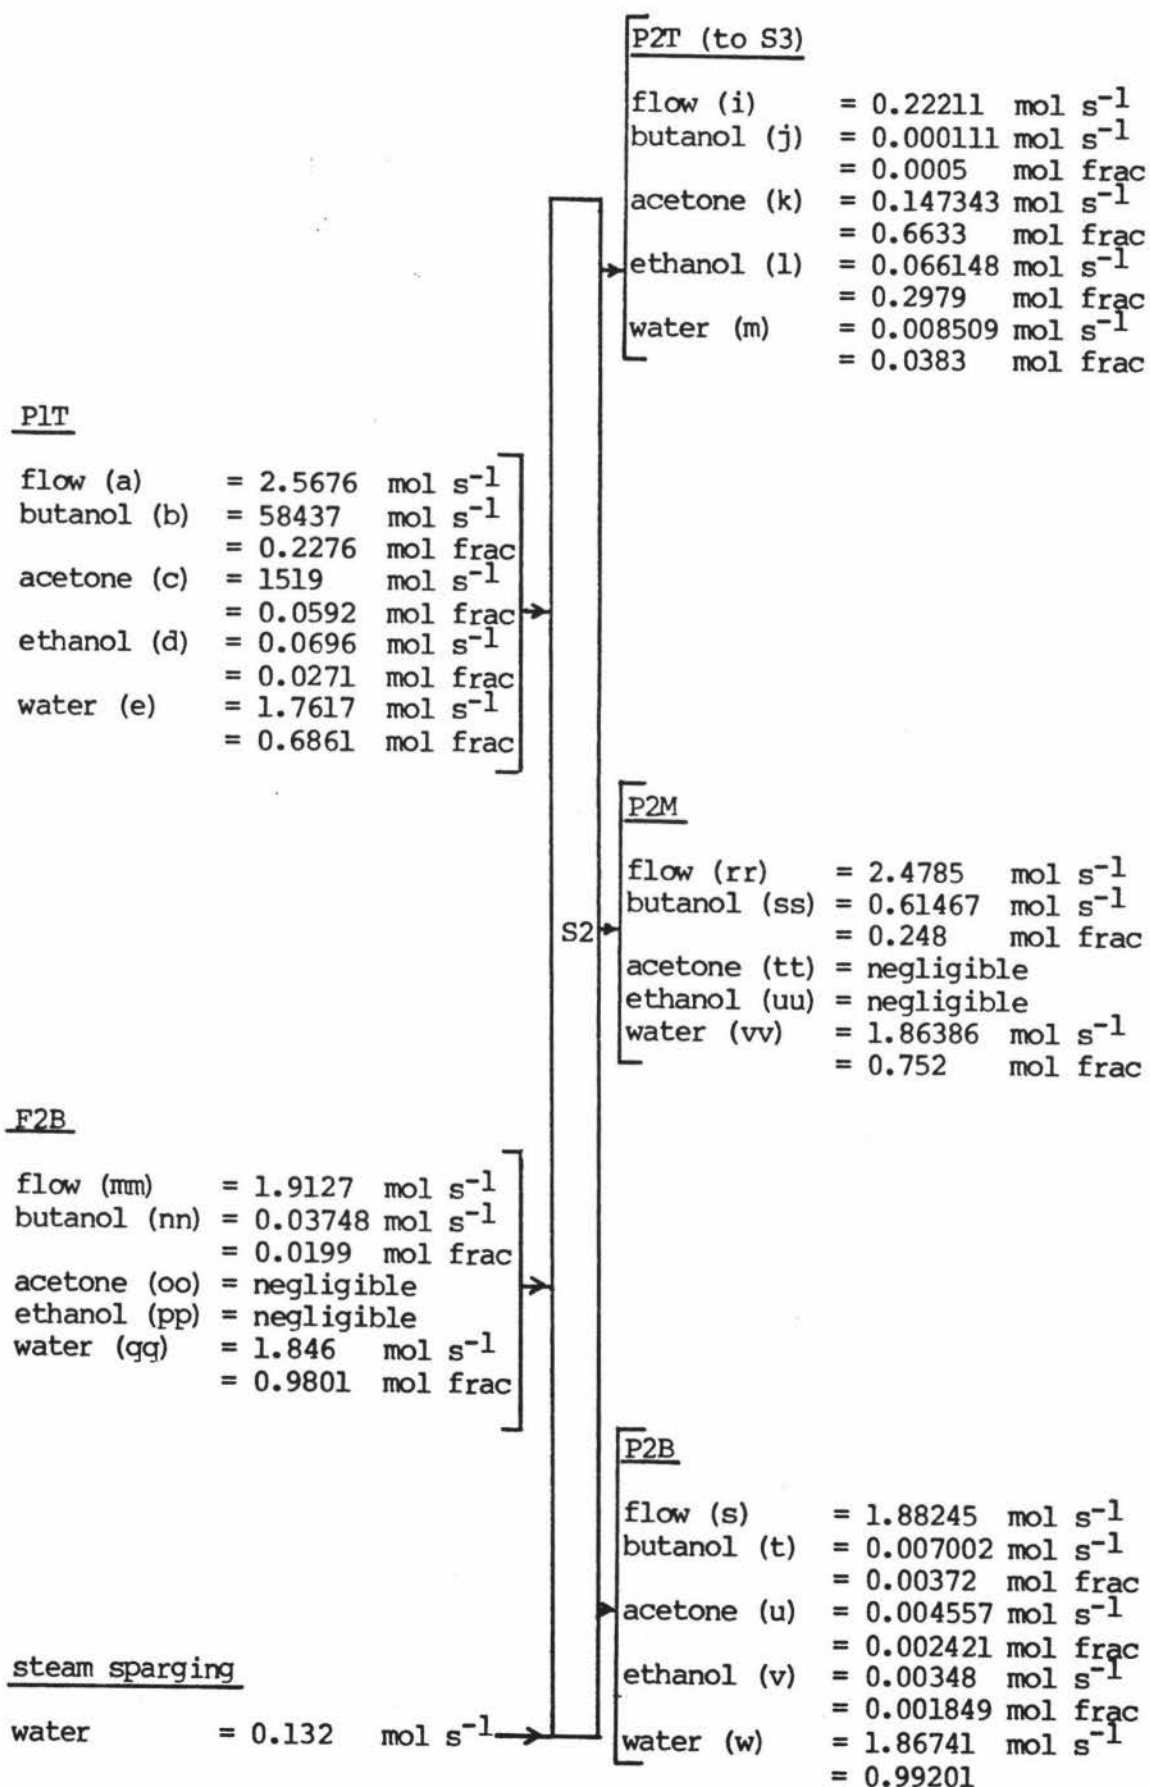 P2T (to S3)
flow (i) = 0.22211 mol s⁻¹
butanol (j) = 0.000111 mol s⁻¹
= 0.0005 mol frac
acetone (k) = 0.147343 mol s⁻¹
= 0.6633 mol frac
ethanol (l) = 0.066148 mol s⁻¹
= 0.2979 mol frac
water (m) = 0.008509 mol s⁻¹
= 0.0383 mol frac
P1T
flow (a) = 2.5676 mol s⁻¹
butanol (b) = 58437 mol s⁻¹
= 0.2276 mol frac
acetone (c) = 1519 mol s⁻¹
= 0.0592 mol frac
ethanol (d) = 0.0696 mol s⁻¹
= 0.0271 mol frac
water (e) = 1.7617 mol s⁻¹
= 0.6861 mol frac
P2M
flow (rr) = 2.4785 mol s⁻¹
butanol (ss) = 0.61467 mol s⁻¹
= 0.248 mol frac
acetone (tt) = negligible
ethanol (uu) = negligible
water (vv) = 1.86386 mol s⁻¹
= 0.752 mol frac
S2
F2B
flow (mm) = 1.9127 mol s⁻¹
butanol (nn) = 0.03748 mol s⁻¹
= 0.0199 mol frac
acetone (oo) = negligible
ethanol (pp) = negligible
water (qq) = 1.846 mol s⁻¹
= 0.9801 mol frac
P2B
flow (s) = 1.88245 mol s⁻¹
butanol (t) = 0.007002 mol s⁻¹
= 0.00372 mol frac
acetone (u) = 0.004557 mol s⁻¹
= 0.002421 mol frac
ethanol (v) = 0.00348 mol s⁻¹
= 0.001849 mol frac
water (w) = 1.86741 mol s⁻¹
= 0.99201
steam sparging
water = 0.132 mol s⁻¹